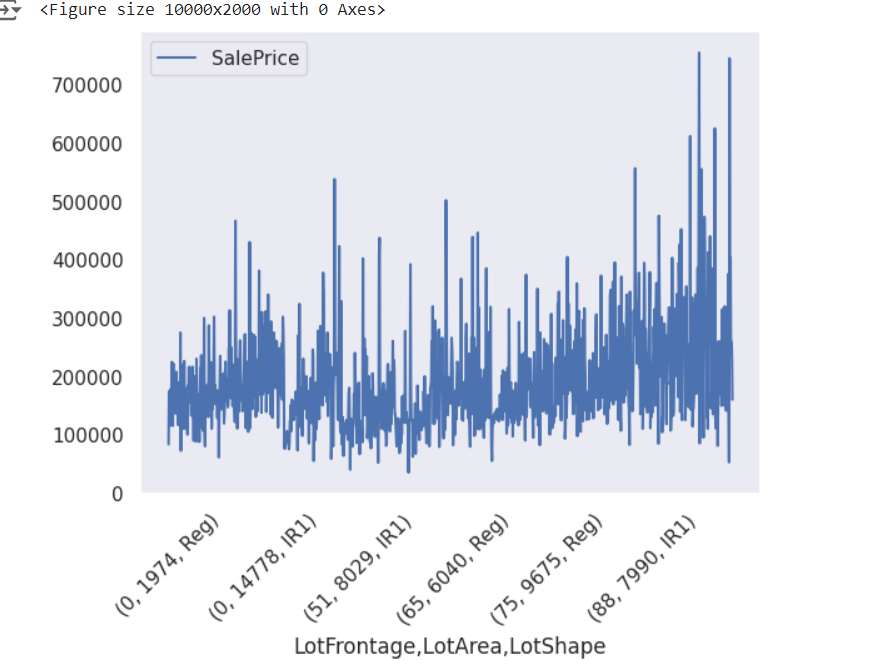 <Figure size 10000x2000 with 0 Axes>
SalePrice
700000
600000
500000
400000
300000
200000
100000
0
(0, 1974, Reg)
(0, 14778, IR1)
(51, 8029, IR1)
(65, 6040, Reg)
(75, 9675, Reg)
(88, 7990, IR1)
LotFrontage,LotArea,LotShape